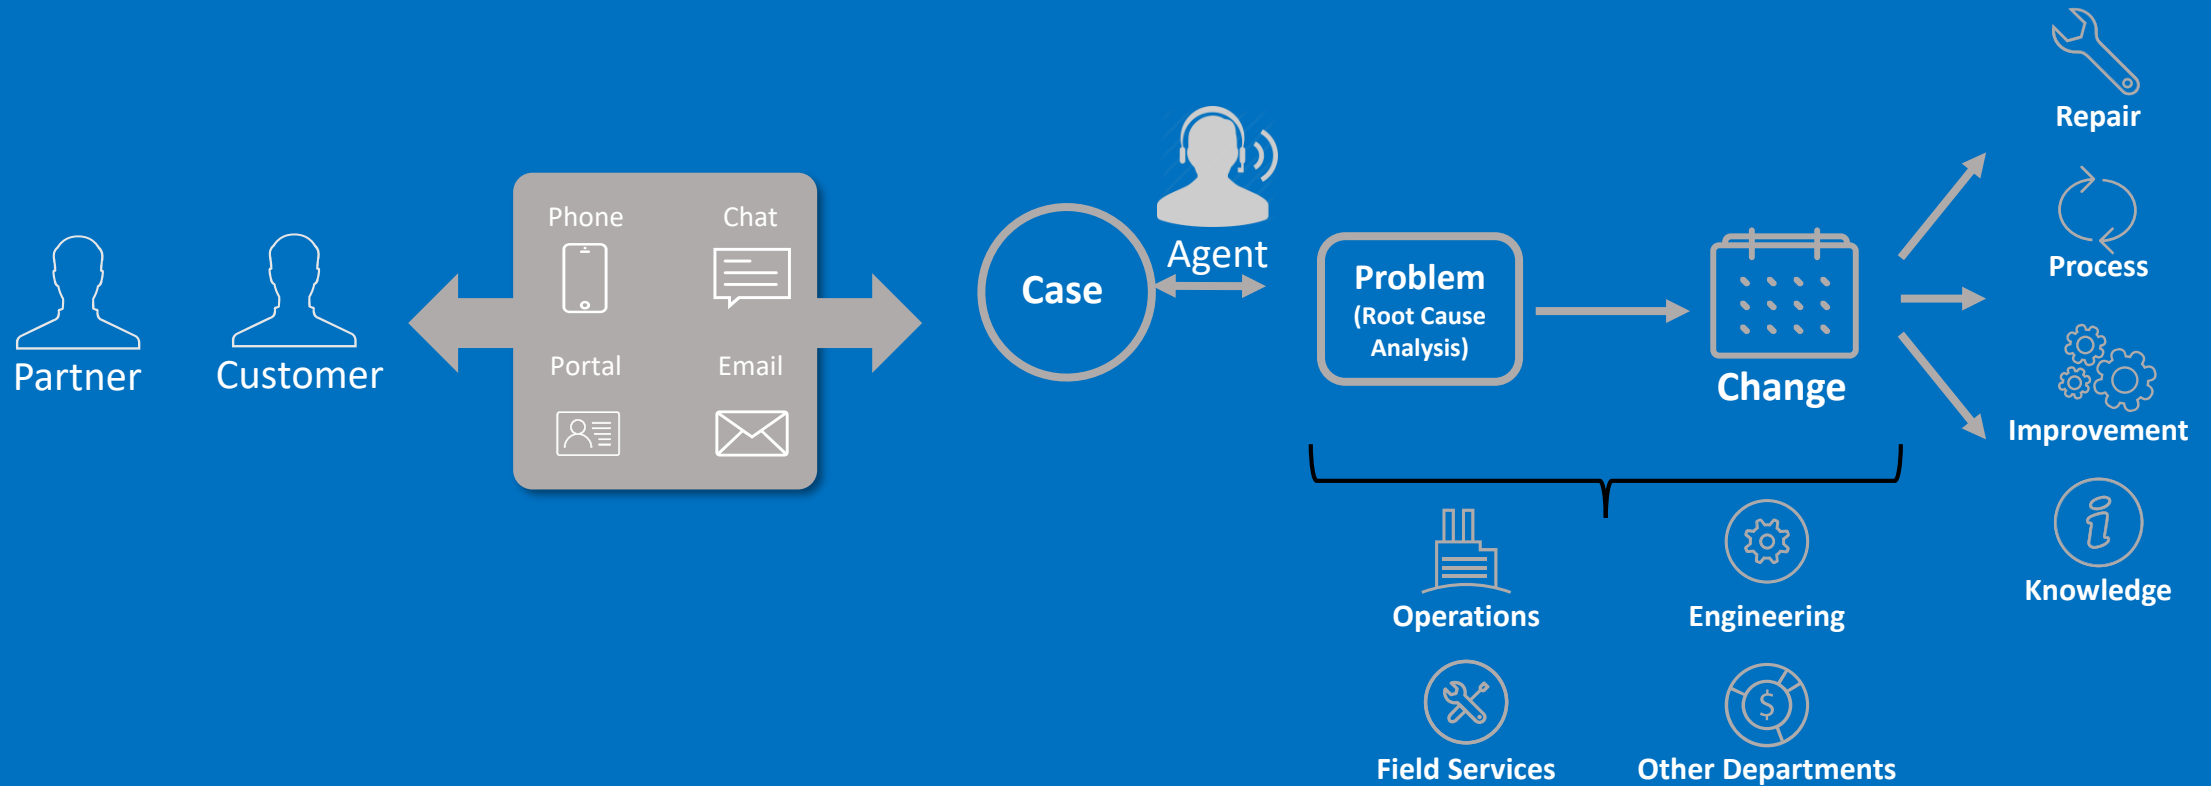 Partner
Customer
Phone
Chat
Portal
Email
Case
Agent
Problem
(Root Cause
Analysis)
Change
Repair
Process
Improvement
Knowledge
Operations
Engineering
Field Services
Other Departments